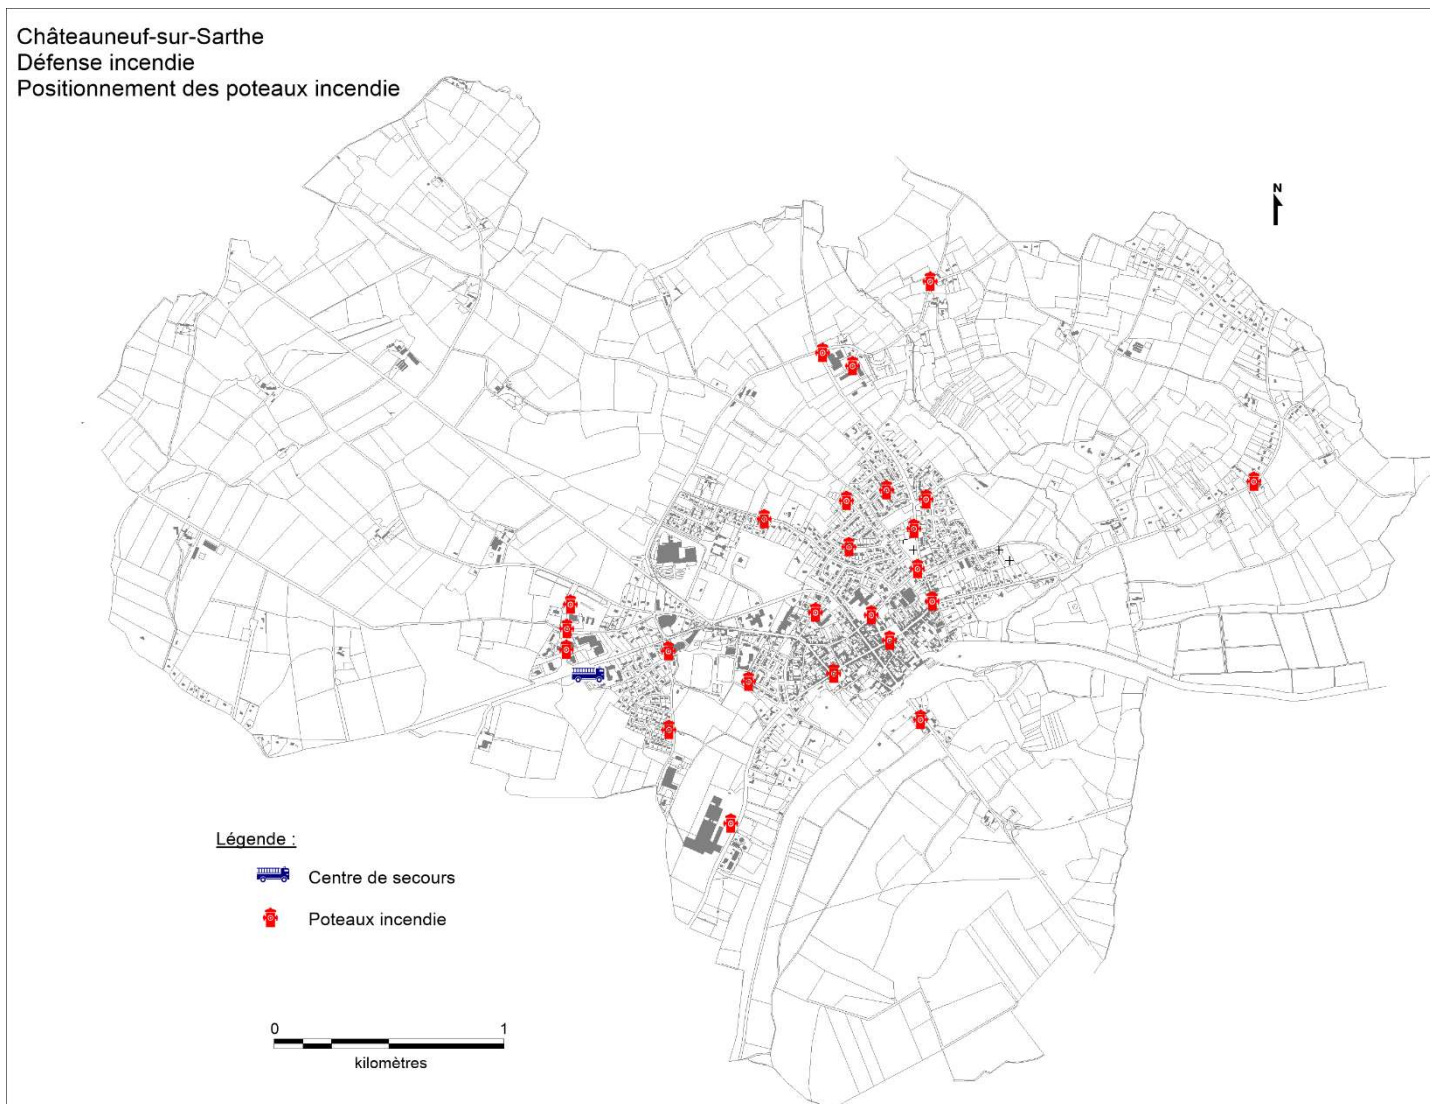 Châteauneuf-sur-Sarthe
Défense incendie
Positionnement des poteaux incendie
N
Légende :
Centre de secours
Poteaux incendie
0 1
kilomètres